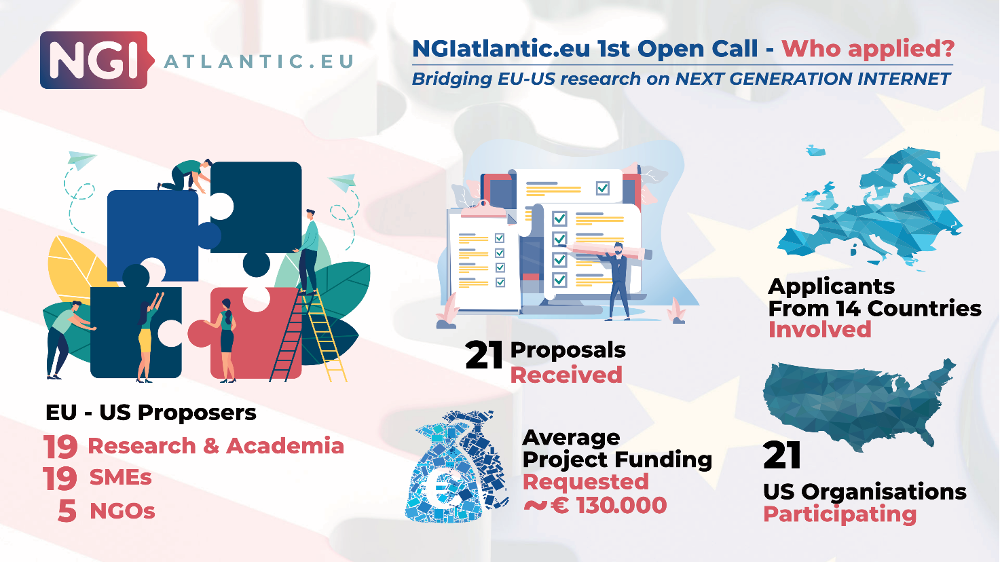 NGI ATLANTIC.EU
NGIatlantic.eu 1st Open Call - Who applied?
Bridging EU-US research on NEXT GENERATION INTERNET
EU - US Proposers
19 Research & Academia
19 SMEs
5 NGOs
21 Proposals
Received
€
Average
Project Funding
Requested
~€ 130.000
Applicants
From 14 Countries
Involved
21
US Organisations
Participating